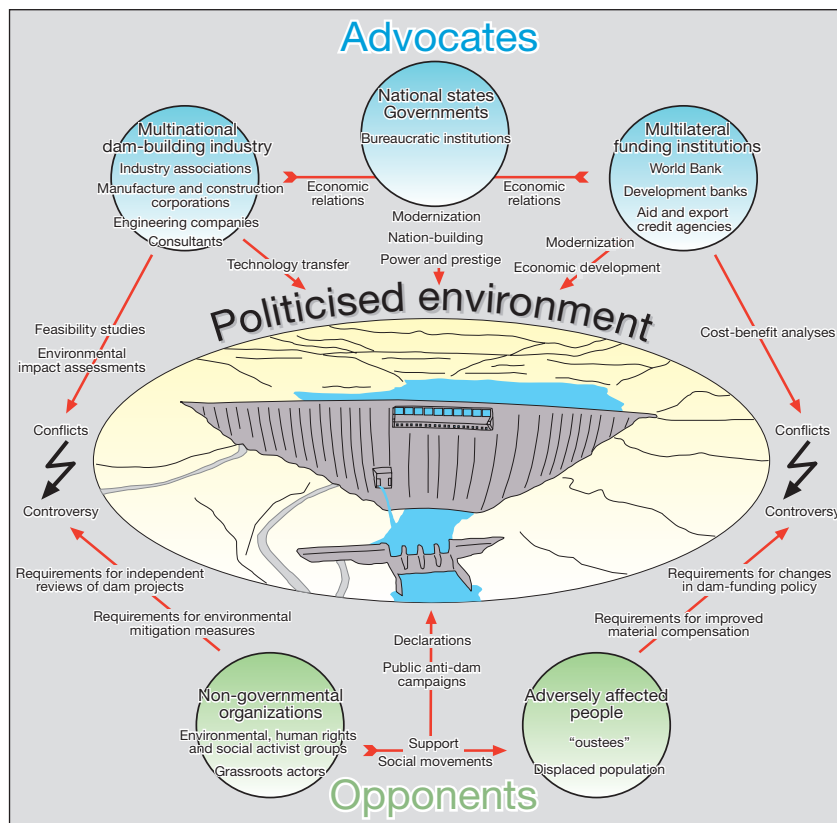 Advocates
National states
Governments
Bureaucratic institutions
Multinational
dam-building industry
Industry associations
Manufacture and construction
corporations
Engineering companies
Consultants
Multilateral
funding institutions
World Bank
Development banks
Aid and export
credit agencies
Economic
relations
Economic
relations
Modernization
Nation-building
Power and prestige
Technology transfer
Modernization
Economic development
Politicised environment
Feasibility studies
Environmental
impact assessments
Cost-benefit analyses
Conflicts
Controversy
Conflicts
Controversy
Requirements for independent
reviews of dam projects
Requirements for environmental
mitigation measures
Requirements for changes
in dam-funding policy
Requirements for improved
material compensation
Declarations
Public anti-dam
campaigns
Non-governmental
organizations
Environmental, human rights
and social activist groups
Grassroots actors
Support
Social movements
Adversely affected
people
“oustees”
Displaced population
Opponents